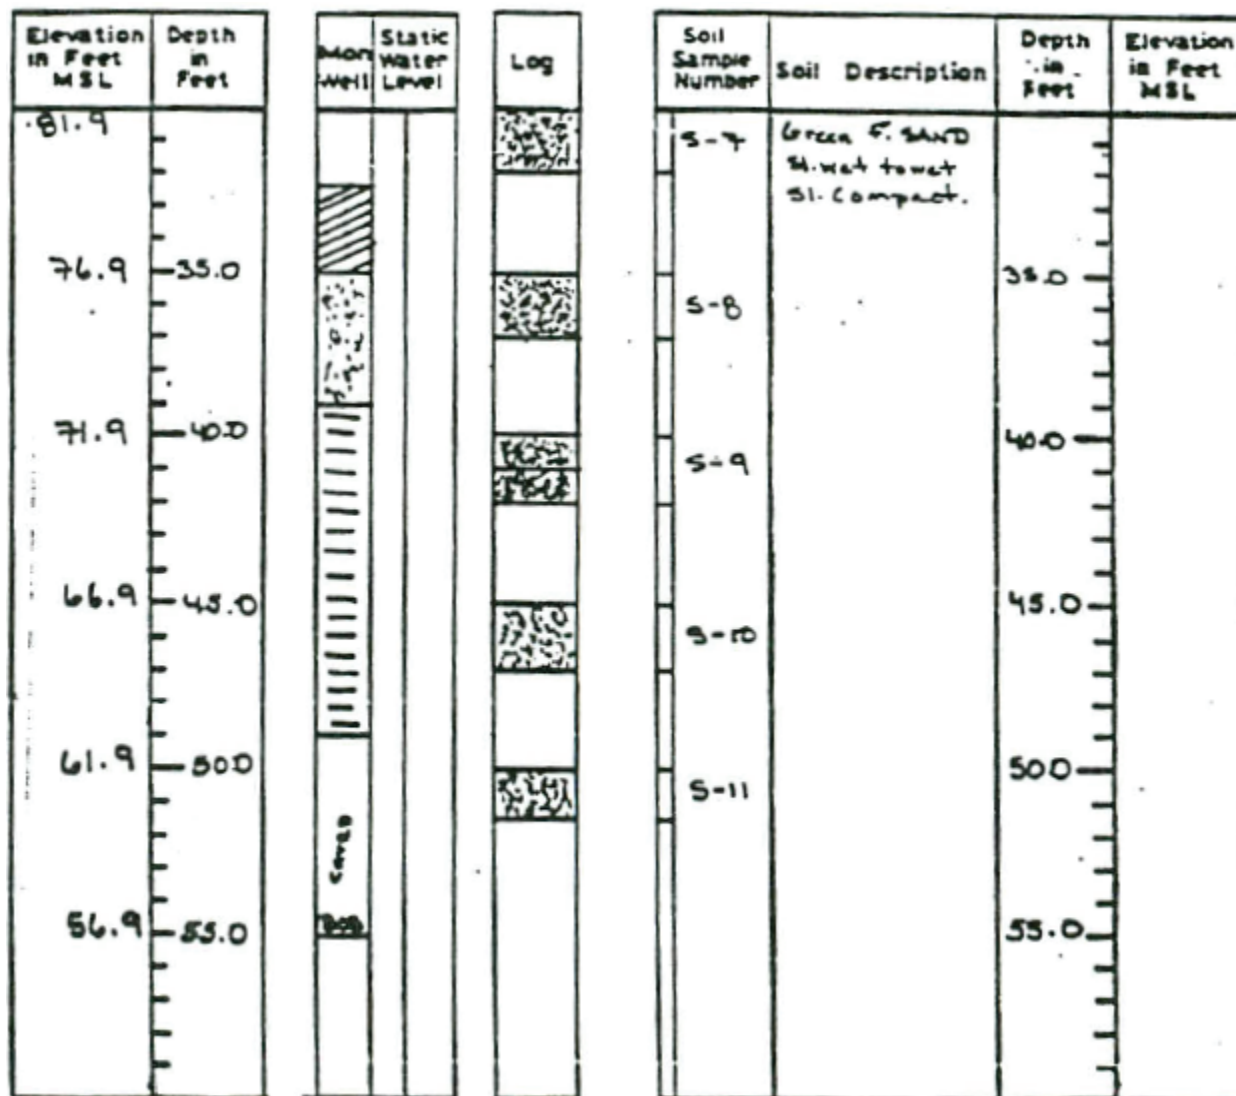 Elevation in Feet MSL
Depth in Feet
Mon Well
Static Water Level
Log
Soil Sample Number
Soil Description
Depth in Feet
Elevation in Feet MSL
81.9
S-7
Green F. SAND
Sl. wet to wet
Sl. Compact.
76.9
35.0
S-8
35.0
71.9
40.0
S-9
40.0
66.9
45.0
S-10
45.0
61.9
50.0
S-11
50.0
Caved
BOB
56.9
55.0
55.0